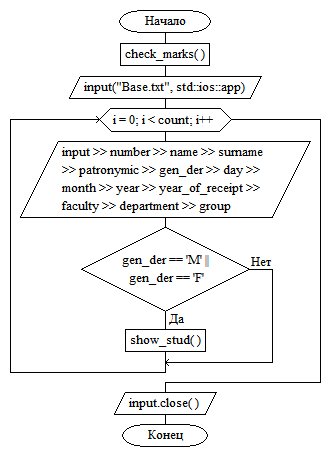 Начало
check_marks( )
input("Base.txt", std::ios::app)
i = 0; i < count; i++
input >> number >> name >> surname
>> patronymic >> gen_der >> day >>
month >> year >> year_of_receipt >>
faculty >> department >> group
gen_der == 'M' ||
gen_der == 'F'
Нет
Да
show_stud( )
input.close( )
Конец